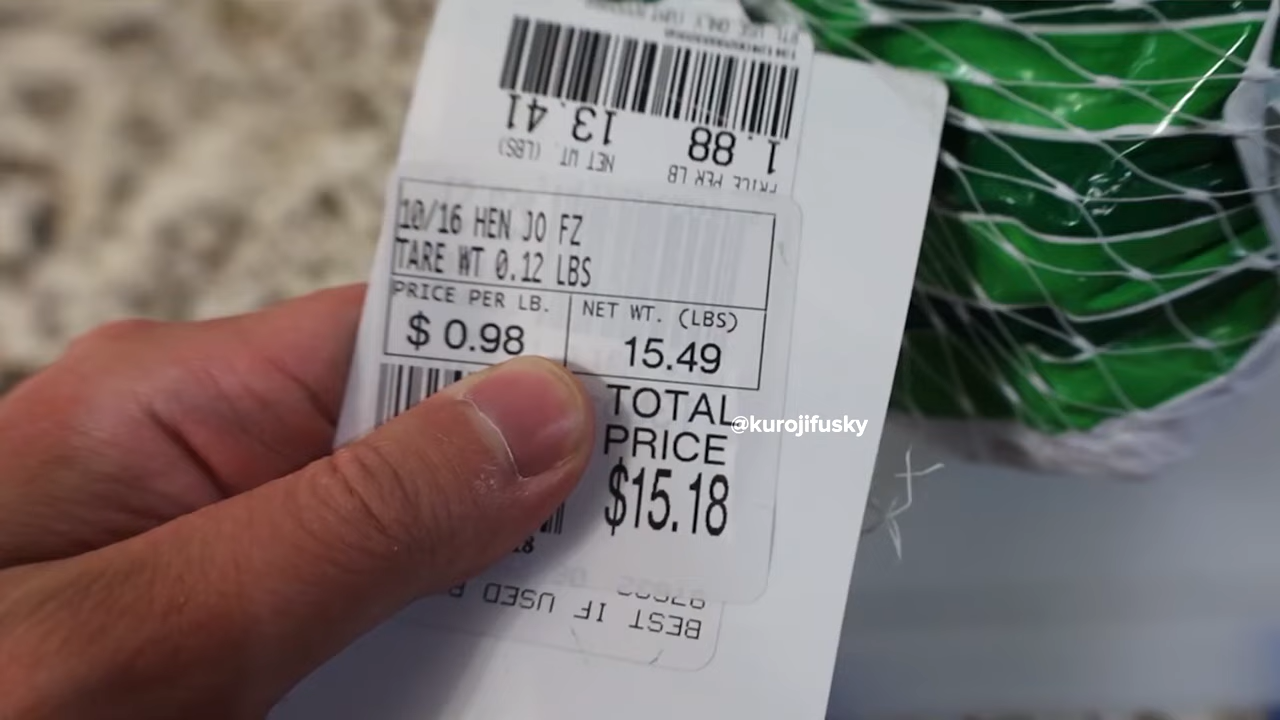 13.41
1.88
NET WT (LBS)
PRICE PER LB
10/16 HEN JO FZ
TARE WT 0.12 LBS
PRICE PER LB.
NET WT. (LBS)
$ 0.98
15.49
TOTAL
PRICE
$15.18
@kurojifusky
BEST IF USED